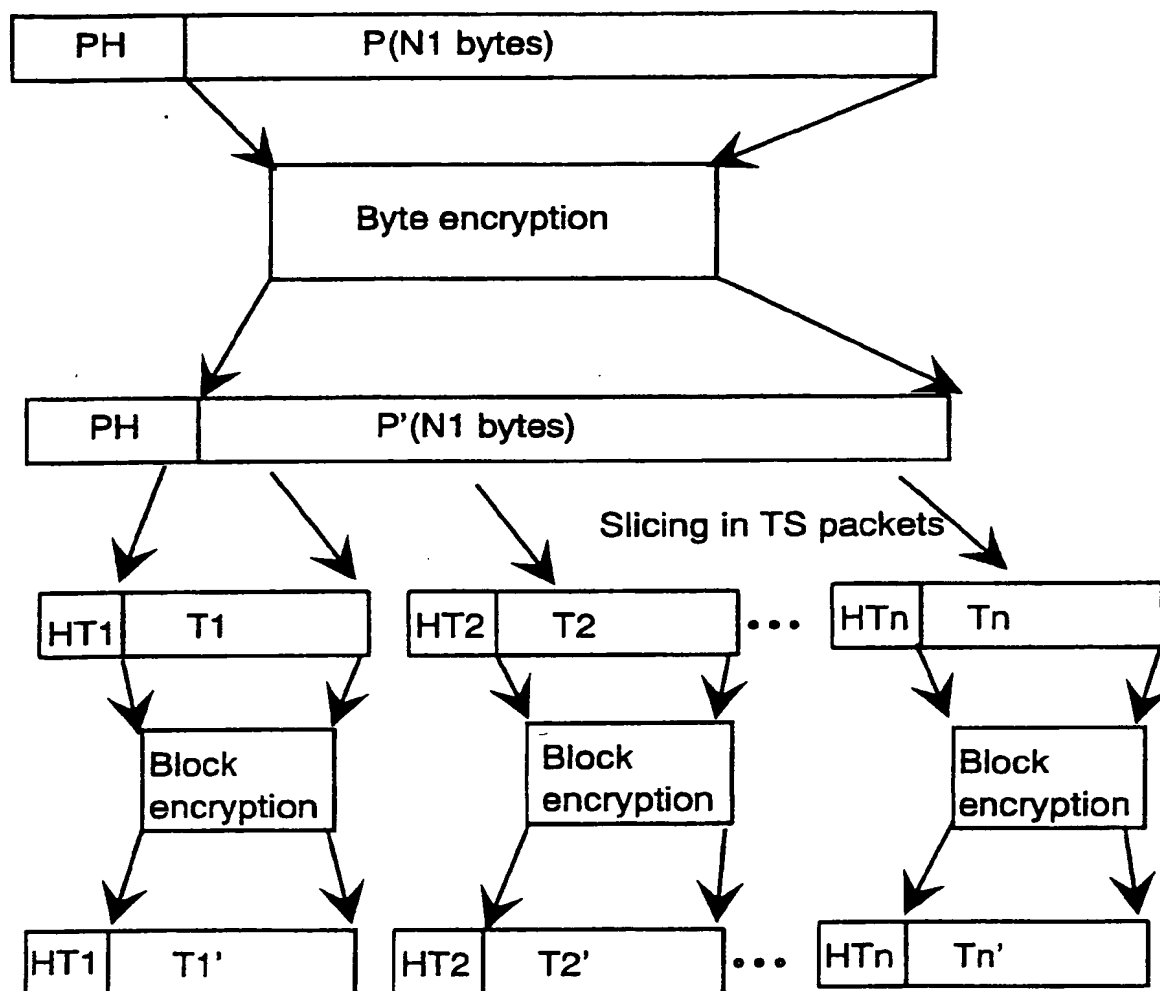 PH P(N1 bytes)
Byte encryption
PH P'(N1 bytes)
Slicing in TS packets
HT1 T1 HT2 T2 ••• HTn Tn
Block
encryption
Block
encryption
Block
encryption
HT1 T1' HT2 T2' ••• HTn Tn'